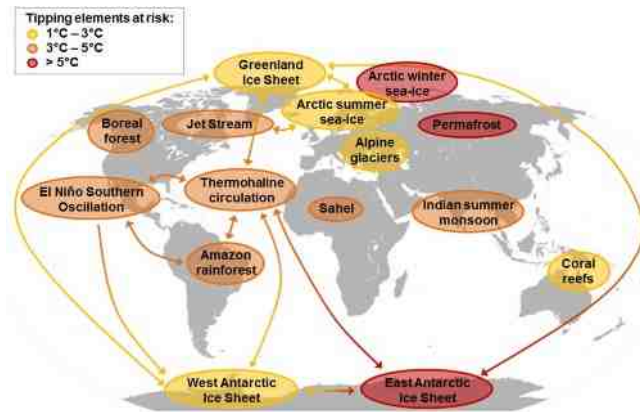 Tipping elements at risk:
1°C – 3°C
3°C – 5°C
> 5°C
Greenland
Ice Sheet
Arctic winter
sea-ice
Arctic summer
sea-ice
Boreal
forest
Jet Stream
Permafrost
Alpine
glaciers
El Niño Southern
Oscillation
Thermohaline
circulation
Sahel
Indian summer
monsoon
Amazon
rainforest
Coral
reefs
West Antarctic
Ice Sheet
East Antarctic
Ice Sheet